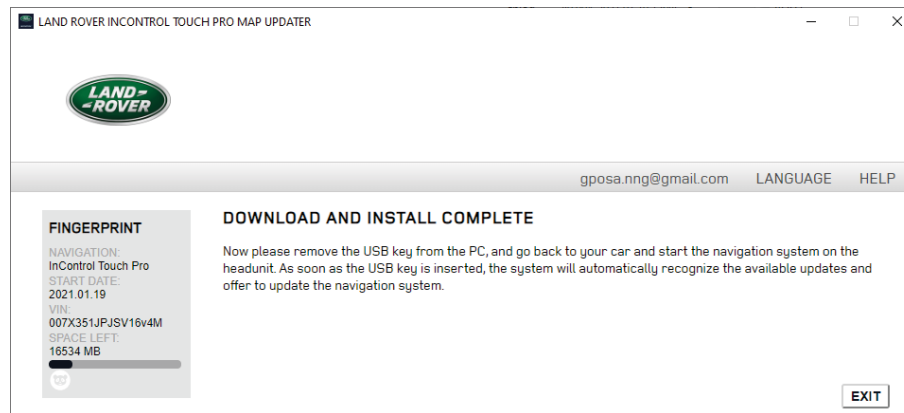 LAND ROVER INCONTROL TOUCH PRO MAP UPDATER
LAND-
-ROVER
gposa.nng@gmail.com LANGUAGE HELP
FINGERPRINT
NAVIGATION:
InControl Touch Pro
START DATE:
2021.01.19
VIN:
007X351JPJSV16v4M
SPACE LEFT:
16534 MB
DOWNLOAD AND INSTALL COMPLETE
Now please remove the USB key from the PC, and go back to your car and start the navigation system on the
headunit. As soon as the USB key is inserted, the system will automatically recognize the available updates and
offer to update the navigation system.
EXIT